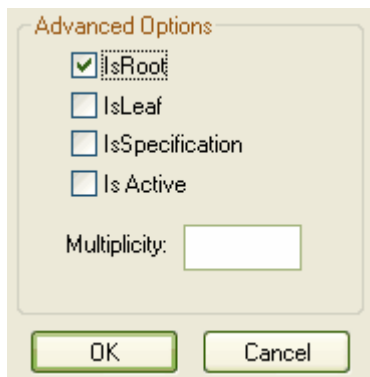 Advanced Options
IsRoot
IsLeaf
IsSpecification
Is Active
Multiplicity:
OK Cancel